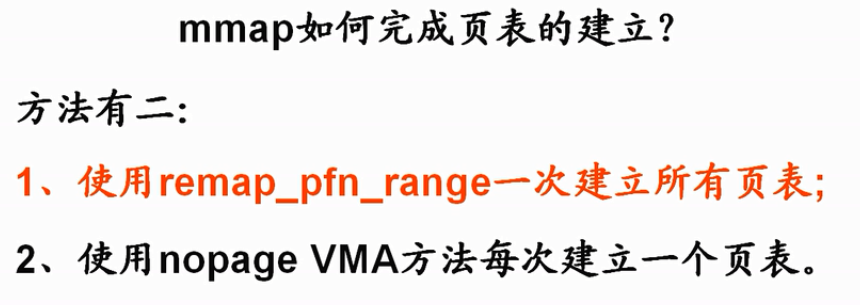 mmap如何完成页表的建立？
方法有二：
1、使用remap_pfn_range一次建立所有页表；
2、使用nopage VMA方法每次建立一个页表。